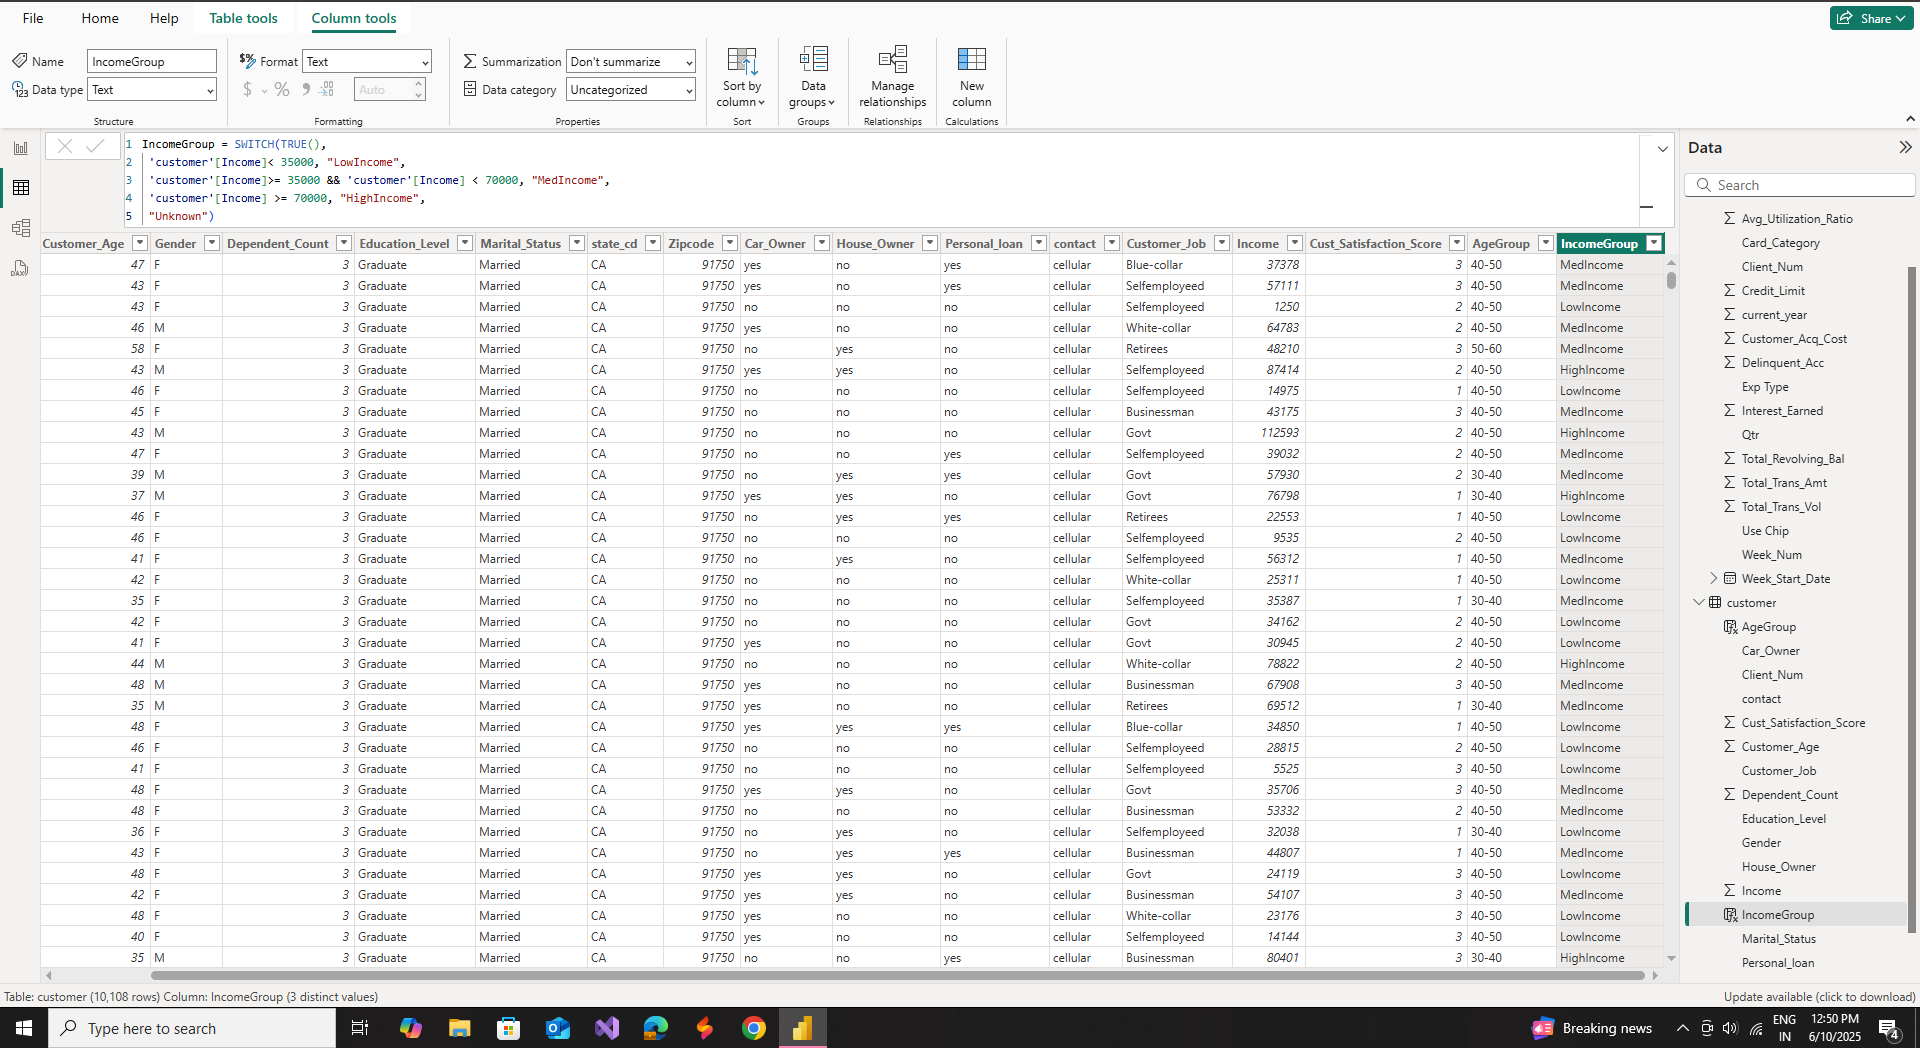 File Home Help Table tools Column tools Share
Name IncomeGroup Format Text Summarization Don't summarize
Data type Text $ % Auto Data category Uncategorized
Sort by column Data groups Manage relationships New column
Structure Formatting Properties Sort Groups Relationships Calculations
1 IncomeGroup = SWITCH(TRUE(),
2 'customer'[Income]< 35000, "LowIncome",
3 'customer'[Income]>= 35000 && 'customer'[Income] < 70000, "MedIncome",
4 'customer'[Income] >= 70000, "HighIncome",
5 "Unknown")
Customer_Age Gender Dependent_Count Education_Level Marital_Status state_cd Zipcode Car_Owner House_Owner Personal_loan contact Customer_Job Income Cust_Satisfaction_Score AgeGroup IncomeGroup
47 F 3 Graduate Married CA 91750 yes no yes cellular Blue-collar 37378 3 40-50 MedIncome
43 F 3 Graduate Married CA 91750 yes no yes cellular Selfemployeed 57111 3 40-50 MedIncome
43 F 3 Graduate Married CA 91750 no no no cellular Selfemployeed 1250 2 40-50 LowIncome
46 M 3 Graduate Married CA 91750 yes no no cellular White-collar 64783 2 40-50 MedIncome
58 F 3 Graduate Married CA 91750 no yes no cellular Retirees 48210 3 50-60 MedIncome
43 M 3 Graduate Married CA 91750 yes yes no cellular Selfemployeed 87414 2 40-50 HighIncome
46 F 3 Graduate Married CA 91750 no no no cellular Selfemployeed 14975 1 40-50 LowIncome
45 F 3 Graduate Married CA 91750 no no no cellular Businessman 43175 3 40-50 MedIncome
43 M 3 Graduate Married CA 91750 no no no cellular Govt 112593 2 40-50 HighIncome
47 F 3 Graduate Married CA 91750 no no yes cellular Selfemployeed 39032 2 40-50 MedIncome
39 M 3 Graduate Married CA 91750 no yes yes cellular Govt 57930 2 30-40 MedIncome
37 M 3 Graduate Married CA 91750 yes yes no cellular Govt 76798 1 30-40 HighIncome
46 F 3 Graduate Married CA 91750 no yes yes cellular Retirees 22553 1 40-50 LowIncome
46 F 3 Graduate Married CA 91750 no no no cellular Selfemployeed 9535 2 40-50 LowIncome
41 F 3 Graduate Married CA 91750 no yes no cellular Selfemployeed 56312 1 40-50 MedIncome
42 F 3 Graduate Married CA 91750 no no no cellular White-collar 25311 1 40-50 LowIncome
35 F 3 Graduate Married CA 91750 no no no cellular Selfemployeed 35387 1 30-40 MedIncome
42 F 3 Graduate Married CA 91750 no no no cellular Govt 34162 2 40-50 LowIncome
41 F 3 Graduate Married CA 91750 yes no no cellular Govt 30945 2 40-50 LowIncome
44 M 3 Graduate Married CA 91750 no no no cellular White-collar 78822 2 40-50 HighIncome
48 M 3 Graduate Married CA 91750 yes no no cellular Businessman 67908 3 40-50 MedIncome
35 M 3 Graduate Married CA 91750 yes no no cellular Retirees 69512 1 30-40 MedIncome
48 F 3 Graduate Married CA 91750 yes yes yes cellular Blue-collar 34850 1 40-50 LowIncome
46 F 3 Graduate Married CA 91750 no no no cellular Selfemployeed 28815 2 40-50 LowIncome
41 F 3 Graduate Married CA 91750 no no no cellular Selfemployeed 5525 3 40-50 LowIncome
48 F 3 Graduate Married CA 91750 yes yes no cellular Govt 35706 3 40-50 MedIncome
48 F 3 Graduate Married CA 91750 no no no cellular Businessman 53332 2 40-50 MedIncome
36 F 3 Graduate Married CA 91750 no yes no cellular Selfemployeed 32038 1 30-40 LowIncome
43 F 3 Graduate Married CA 91750 no yes yes cellular Businessman 44807 1 40-50 MedIncome
48 F 3 Graduate Married CA 91750 yes yes no cellular Govt 24119 3 40-50 LowIncome
42 F 3 Graduate Married CA 91750 yes yes no cellular Businessman 54107 3 40-50 MedIncome
48 F 3 Graduate Married CA 91750 yes no no cellular White-collar 23176 3 40-50 LowIncome
40 F 3 Graduate Married CA 91750 yes no no cellular Selfemployeed 14144 3 40-50 LowIncome
35 M 3 Graduate Married CA 91750 no no yes cellular Businessman 80401 3 30-40 HighIncome
Data
Search
Avg_Utilization_Ratio
Card_Category
Client_Num
Credit_Limit
current_year
Customer_Acq_Cost
Delinquent_Acc
Exp Type
Interest_Earned
Qtr
Total_Revolving_Bal
Total_Trans_Amt
Total_Trans_Vol
Use Chip
Week_Num
Week_Start_Date
customer
AgeGroup
Car_Owner
Client_Num
contact
Cust_Satisfaction_Score
Customer_Age
Customer_Job
Dependent_Count
Education_Level
Gender
House_Owner
Income
IncomeGroup
Marital_Status
Personal_loan
Table: customer (10,108 rows) Column: IncomeGroup (3 distinct values) Update available (click to download)
Type here to search Breaking news ENG IN 12:50 PM 6/10/2025 4